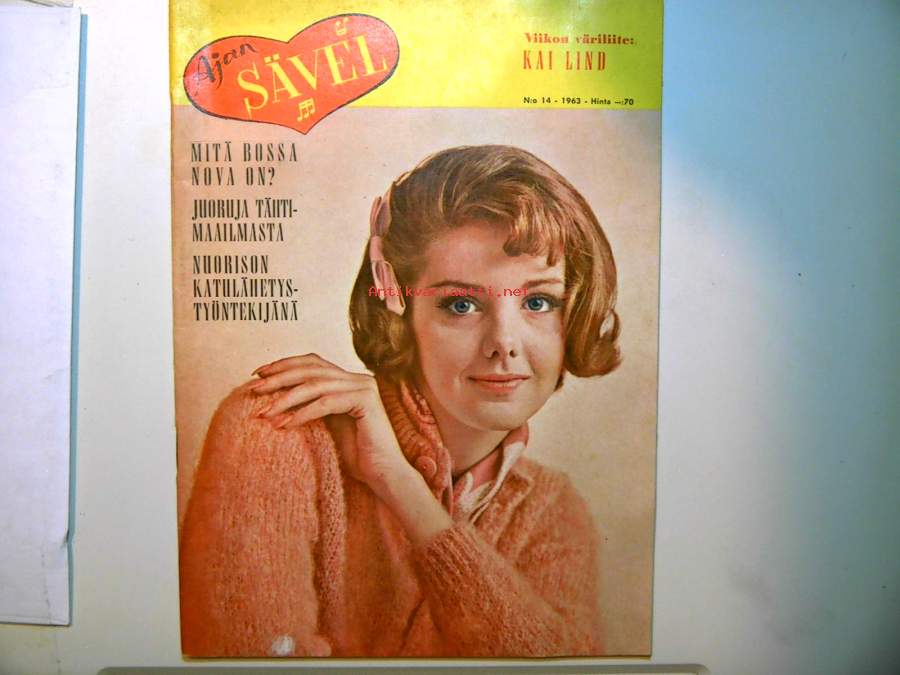 Ajan
SÄVEL
Viikon väriliite:
KAI LIND
N:o 14 - 1963 - Hinta —:70
MITÄ BOSSA
NOVA ON?
JUORUJA TÄHTI-
MAAILMASTA
NUORISON
KATULÄHETYS-
TYÖNTEKIJÄNÄ
Antikvariaatti.net